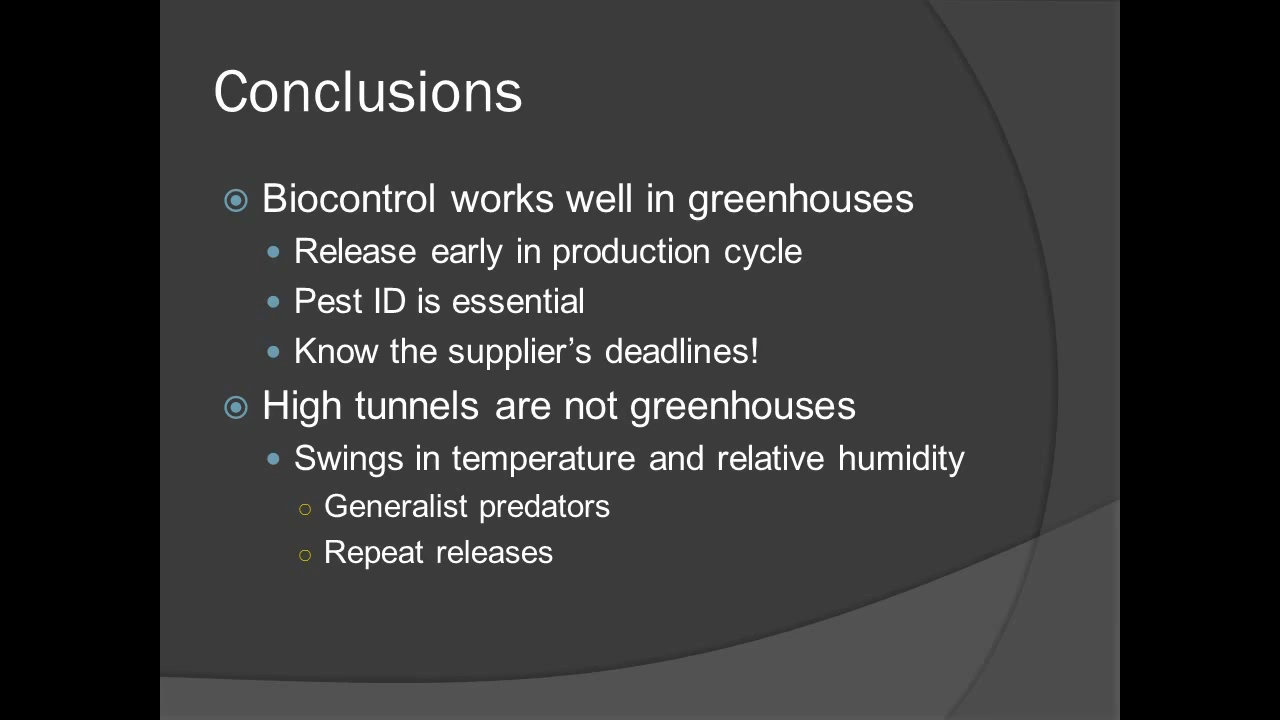 Conclusions
Biocontrol works well in greenhouses
Release early in production cycle
Pest ID is essential
Know the supplier’s deadlines!
High tunnels are not greenhouses
Swings in temperature and relative humidity
Generalist predators
Repeat releases